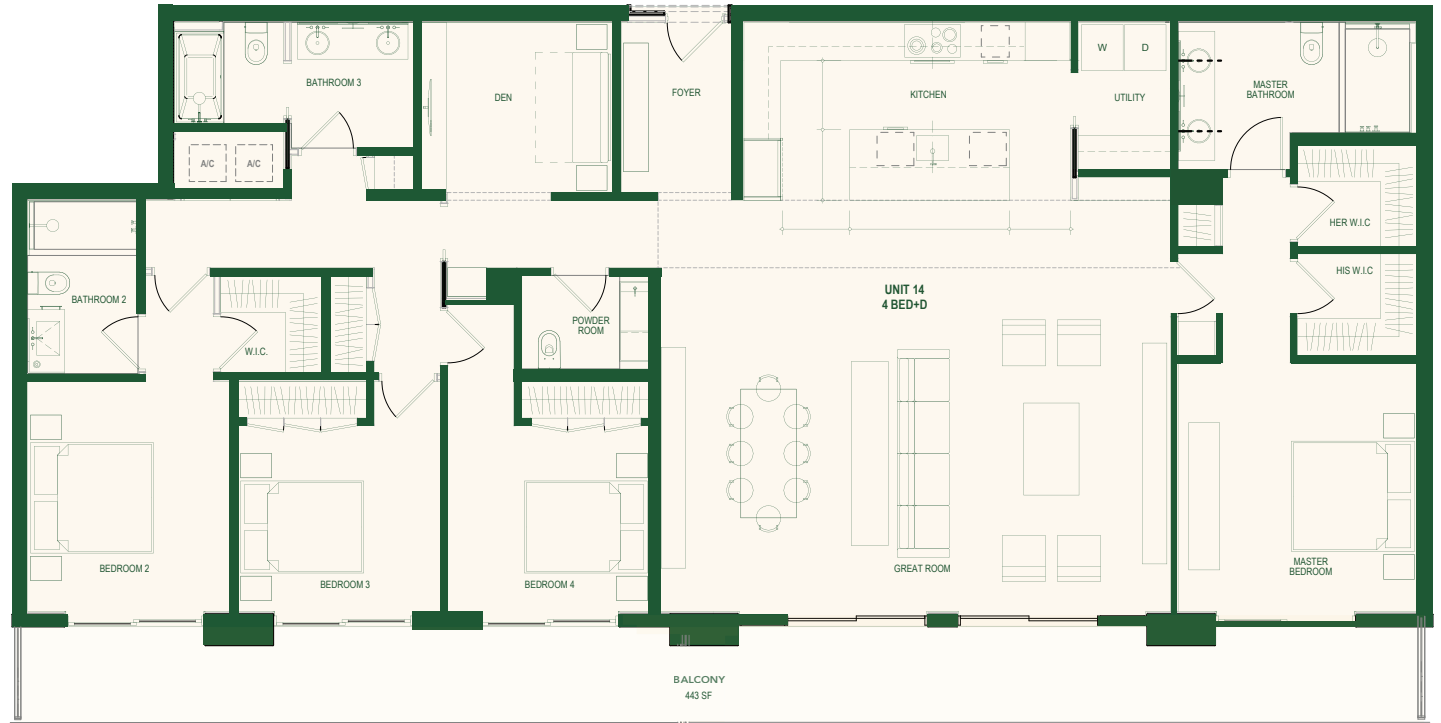 BATHROOM 3
DEN
FOYER
KITCHEN
W
D
UTILITY
MASTER
BATHROOM
A/C
A/C
HER W.I.C
HIS W.I.C
BATHROOM 2
W.I.C.
POWDER
ROOM
UNIT 14
4 BED+D
BEDROOM 2
BEDROOM 3
BEDROOM 4
GREAT ROOM
MASTER
BEDROOM
BALCONY
443 SF